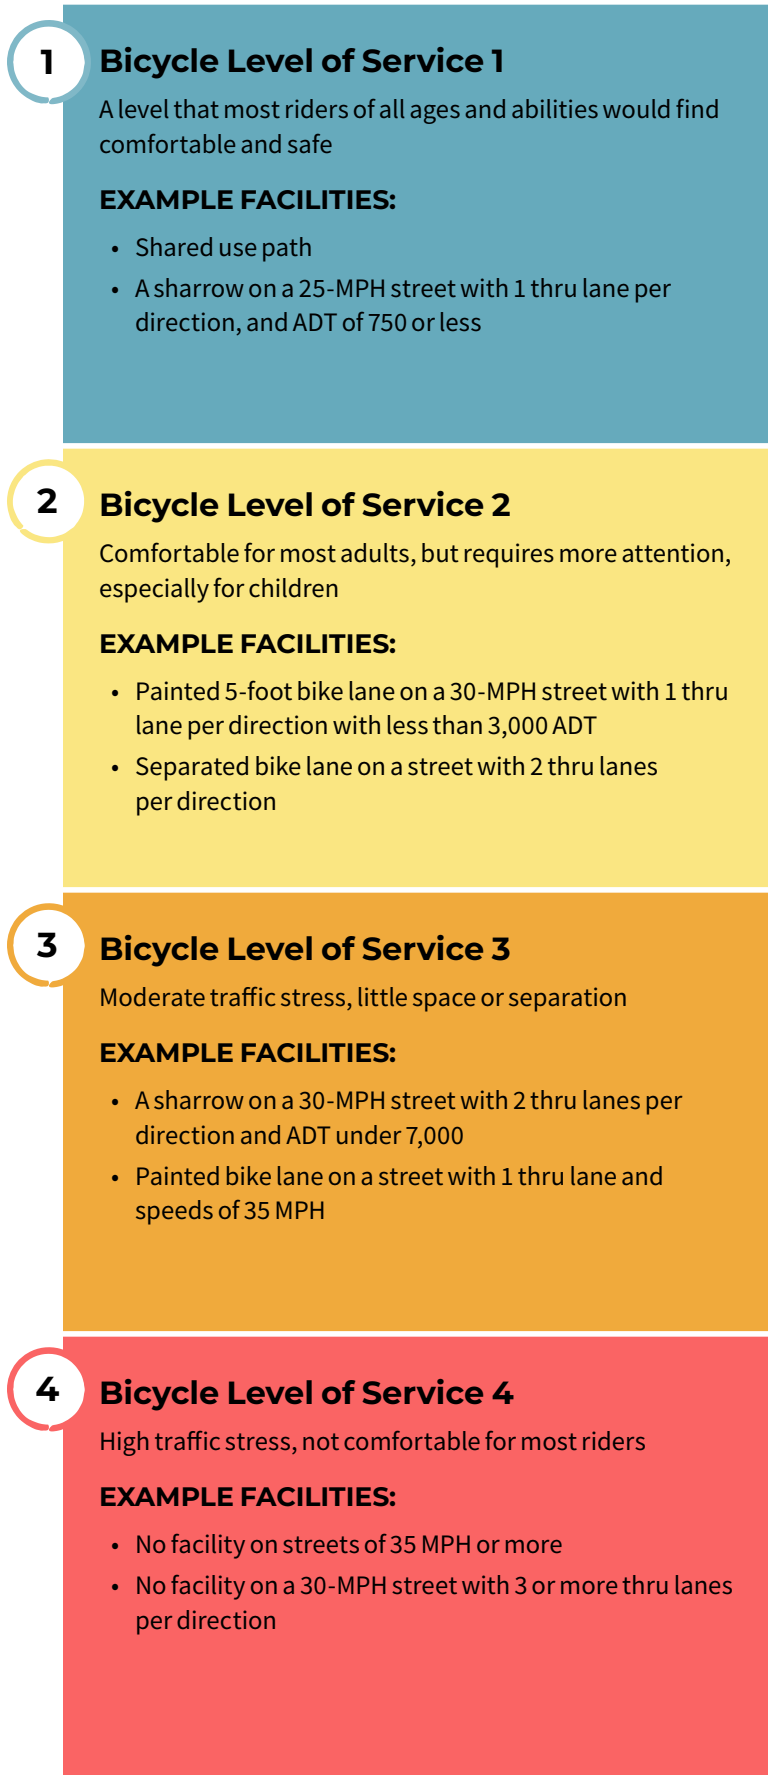 1
Bicycle Level of Service 1
A level that most riders of all ages and abilities would find
comfortable and safe
EXAMPLE FACILITIES:
• Shared use path
• A sharrow on a 25-MPH street with 1 thru lane per
direction, and ADT of 750 or less
2
Bicycle Level of Service 2
Comfortable for most adults, but requires more attention,
especially for children
EXAMPLE FACILITIES:
• Painted 5-foot bike lane on a 30-MPH street with 1 thru
lane per direction with less than 3,000 ADT
• Separated bike lane on a street with 2 thru lanes
per direction
3
Bicycle Level of Service 3
Moderate traffic stress, little space or separation
EXAMPLE FACILITIES:
• A sharrow on a 30-MPH street with 2 thru lanes per
direction and ADT under 7,000
• Painted bike lane on a street with 1 thru lane and
speeds of 35 MPH
4
Bicycle Level of Service 4
High traffic stress, not comfortable for most riders
EXAMPLE FACILITIES:
• No facility on streets of 35 MPH or more
• No facility on a 30-MPH street with 3 or more thru lanes
per direction